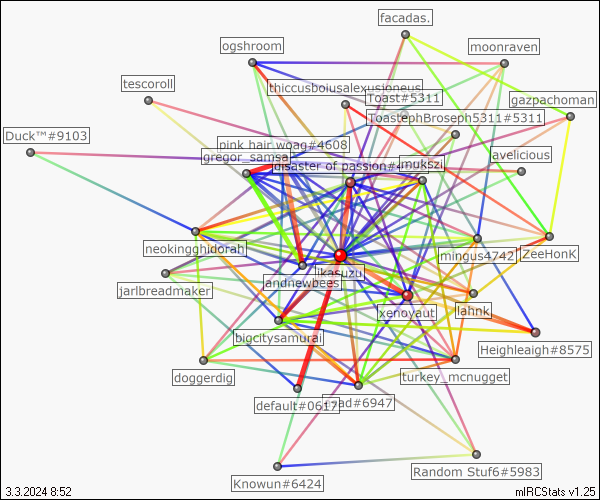 facadas.
ogshroom
moonraven
tescoroll
thiccusboiusalexusioneus
Toast#5311
gazpachoman
ToastephBroseph5311#5311
Duck™#9103
pink hair woag#4608
avelicious
gregor_samsa
disaster of passion#4
mukszi
neokingghidorah
mingus4742
ZeeHonK
ikasuzu
andnewbees
jarlbreadmaker
lahnk
xenoyaut
bigcitysamurai
Heighleaigh#8575
doggerdig
turkey_mcnugget
default#0617
#6947
Knowun#6424
Random Stuf6#5983
3.3.2024 8:52
mIRCStats v1.25